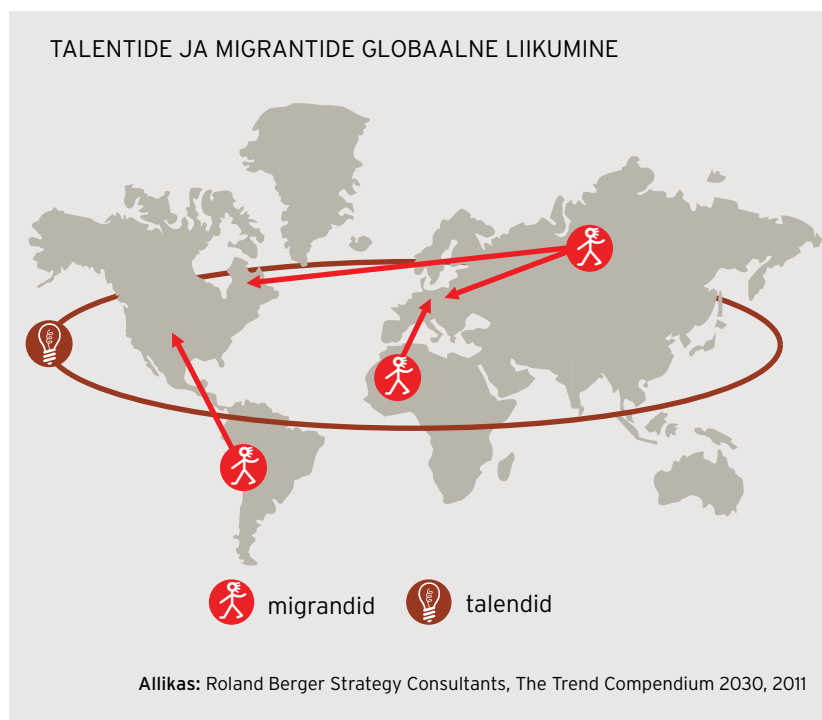 TALENTIDE JA MIGRANTIDE GLOBAALNE LIIKUMINE
migrandid
talendid
Allikas: Roland Berger Strategy Consultants, The Trend Compendium 2030, 2011